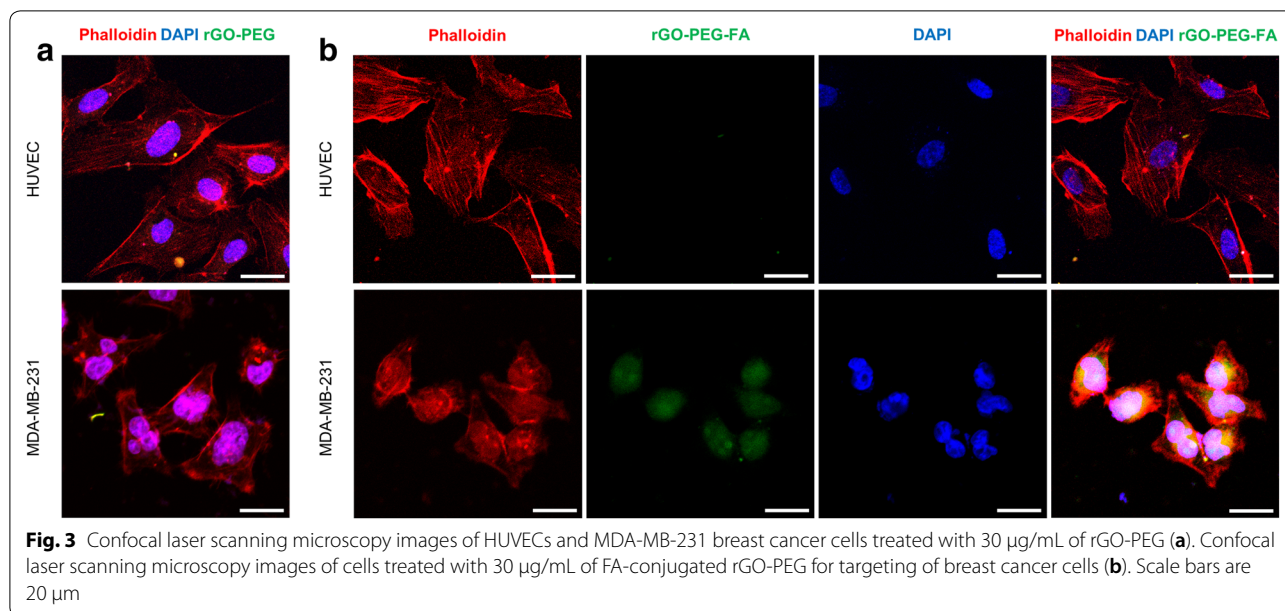 a
Phalloidin DAPI rGO-PEG
b
Phalloidin
rGO-PEG-FA
DAPI
Phalloidin DAPI rGO-PEG-FA
HUVEC
HUVEC
MDA-MB-231
MDA-MB-231
Fig. 3 Confocal laser scanning microscopy images of HUVECs and MDA-MB-231 breast cancer cells treated with 30 μg/mL of rGO-PEG (a). Confocal
laser scanning microscopy images of cells treated with 30 μg/mL of FA-conjugated rGO-PEG for targeting of breast cancer cells (b). Scale bars are
20 μm